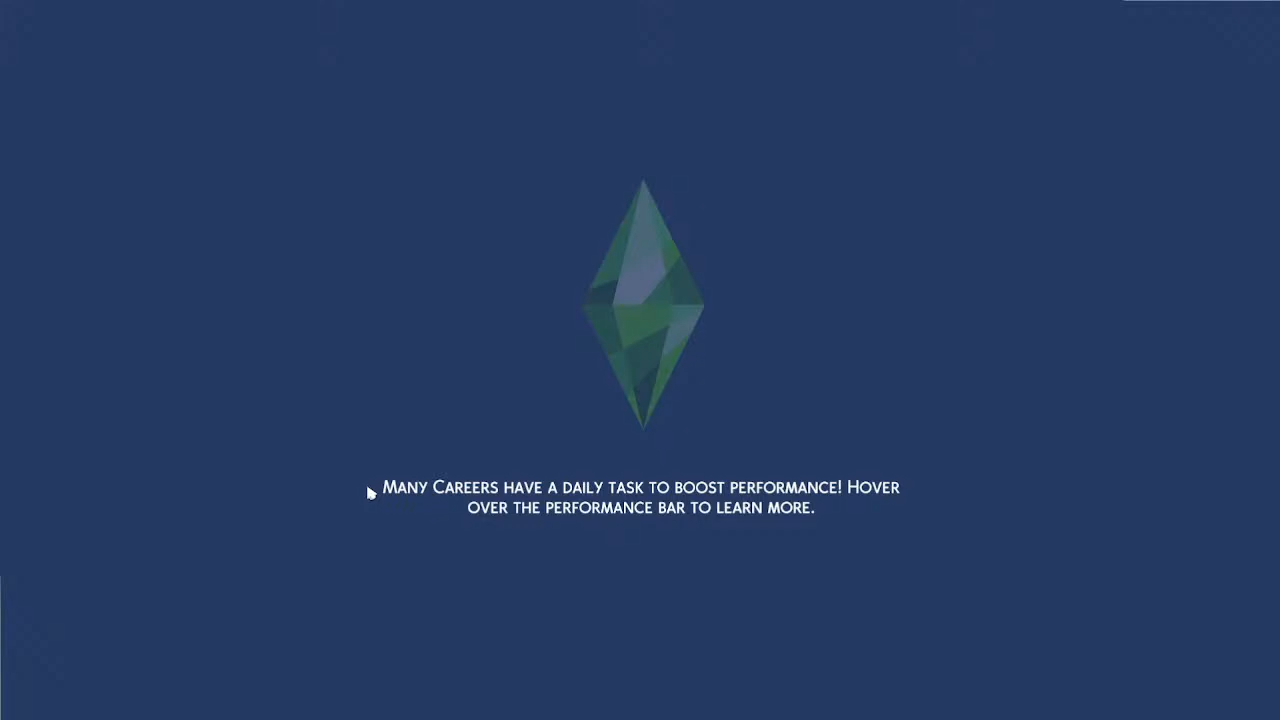 Many Careers have a daily task to boost performance! Hover
over the performance bar to learn more.